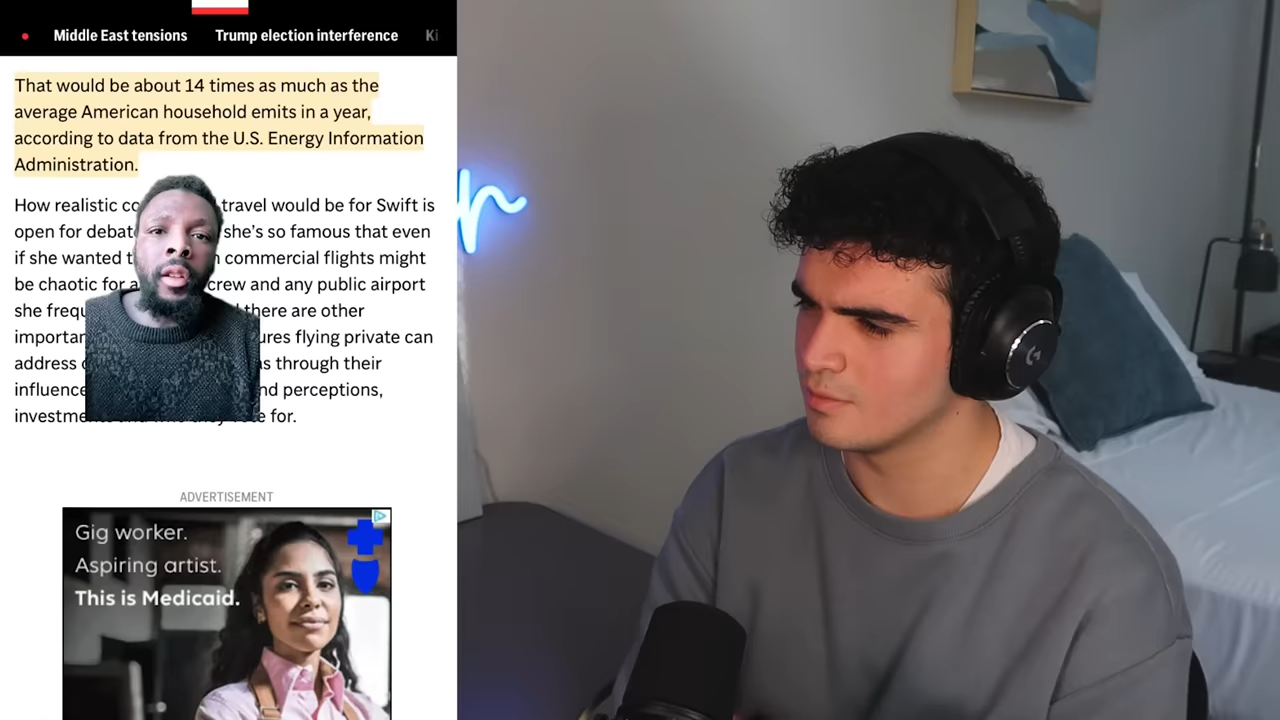 Middle East tensions Trump election interference Ki
That would be about 14 times as much as the
average American household emits in a year,
according to data from the U.S. Energy Information
Administration.
How realistic travel would be for Swift is
open for she's so famous that even
if she wanted commercial flights might
be chaotic for a crew and any public airport
she there are other
flying private can
address through their
perceptions,
for.
ADVERTISEMENT
Gig worker.
Aspiring artist.
This is Medicaid.